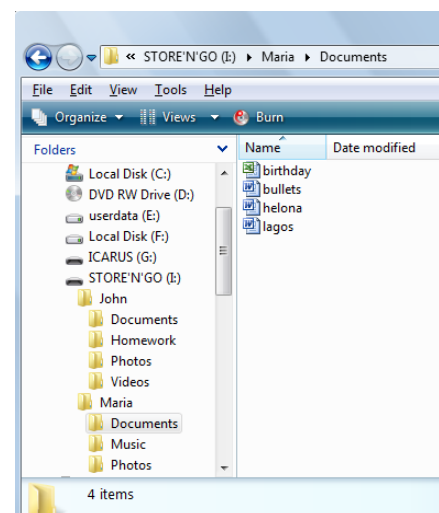 « STORE'N'GO (I:) ▸ Maria ▸ Documents
File Edit View Tools Help
Organize Views Burn
Folders
Name Date modified
Local Disk (C:)
DVD RW Drive (D:)
userdata (E:)
Local Disk (F:)
ICARUS (G:)
STORE'N'GO (I:)
John
Documents
Homework
Photos
Videos
Maria
Documents
Music
Photos
birthday
bullets
helona
lagos
4 items